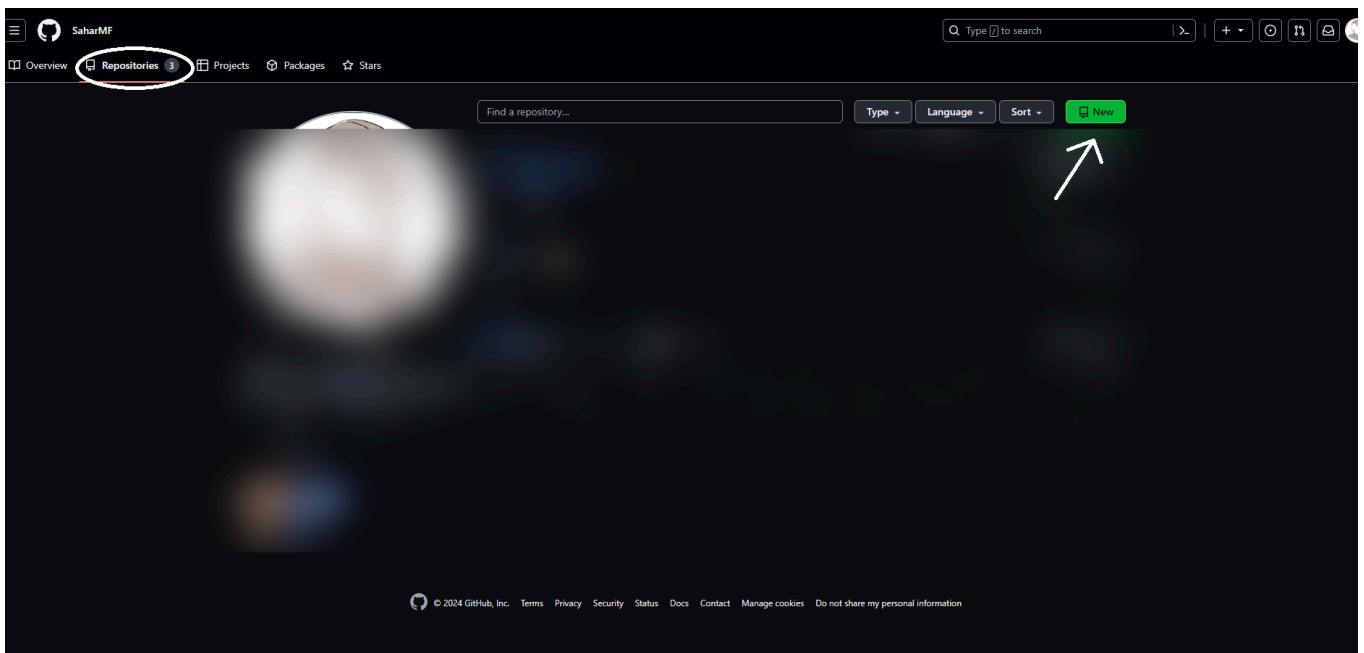 SaharMF
Type / to search
Overview Repositories 3 Projects Packages Stars
Find a repository... Type Language Sort New
© 2024 GitHub, Inc. Terms Privacy Security Status Docs Contact Manage cookies Do not share my personal information